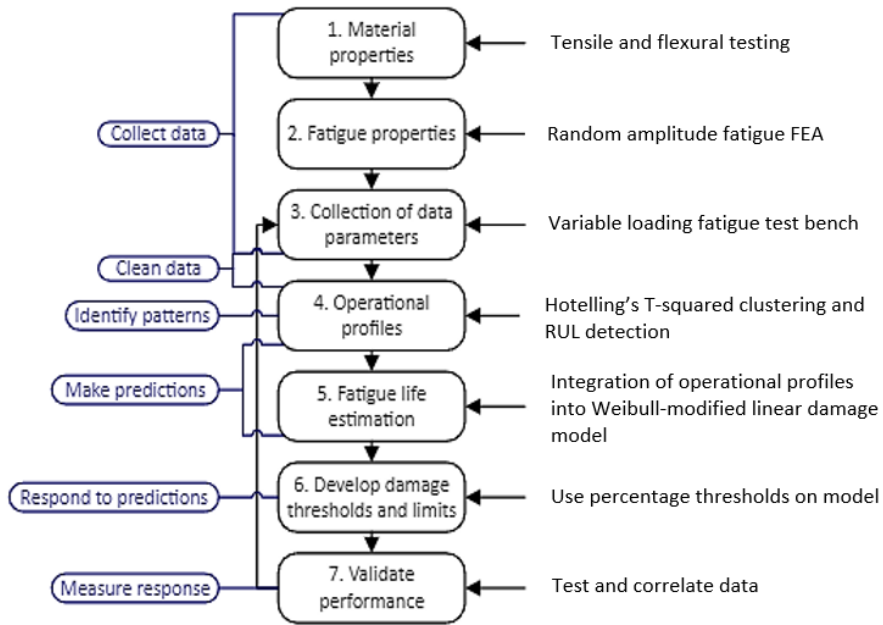 1. Material
properties
Tensile and flexural testing
Collect data
2. Fatigue properties
Random amplitude fatigue FEA
3. Collection of data
parameters
Variable loading fatigue test bench
Clean data
Identify patterns
4. Operational
profiles
Hotelling's T-squared clustering and
RUL detection
Make predictions
5. Fatigue life
estimation
Integration of operational profiles
into Weibull-modified linear damage
model
Respond to predictions
6. Develop damage
thresholds and limits
Use percentage thresholds on model
Measure response
7. Validate
performance
Test and correlate data